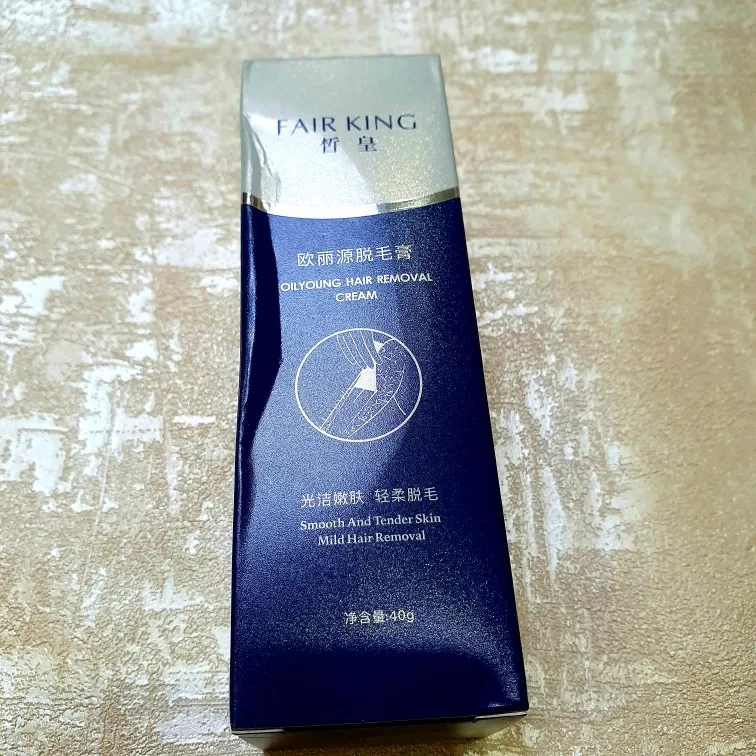 FAIR KING
皙皇
欧丽源脱毛膏
OILYOUNG HAIR REMOVAL
CREAM
光洁嫩肤 轻柔脱毛
Smooth And Tender Skin
Mild Hair Removal
净含量:40g